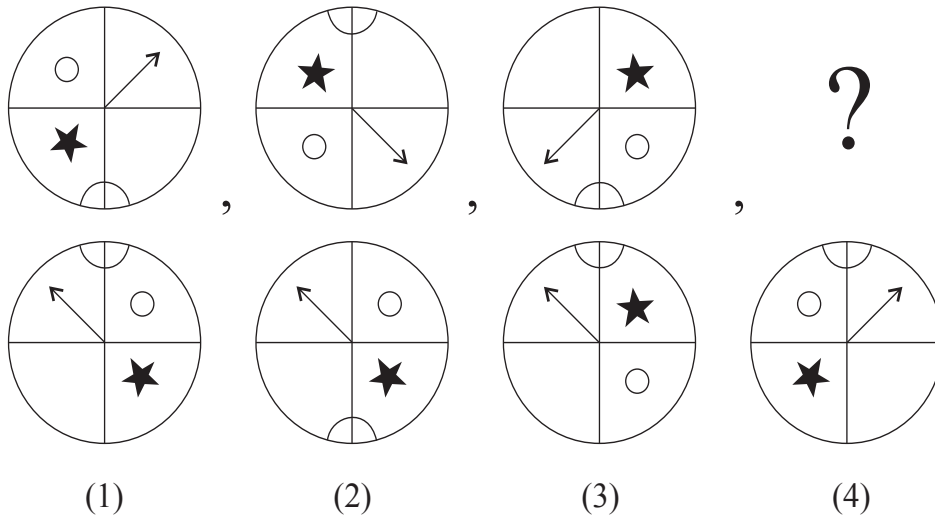 , , , ?
(1) (2) (3) (4)